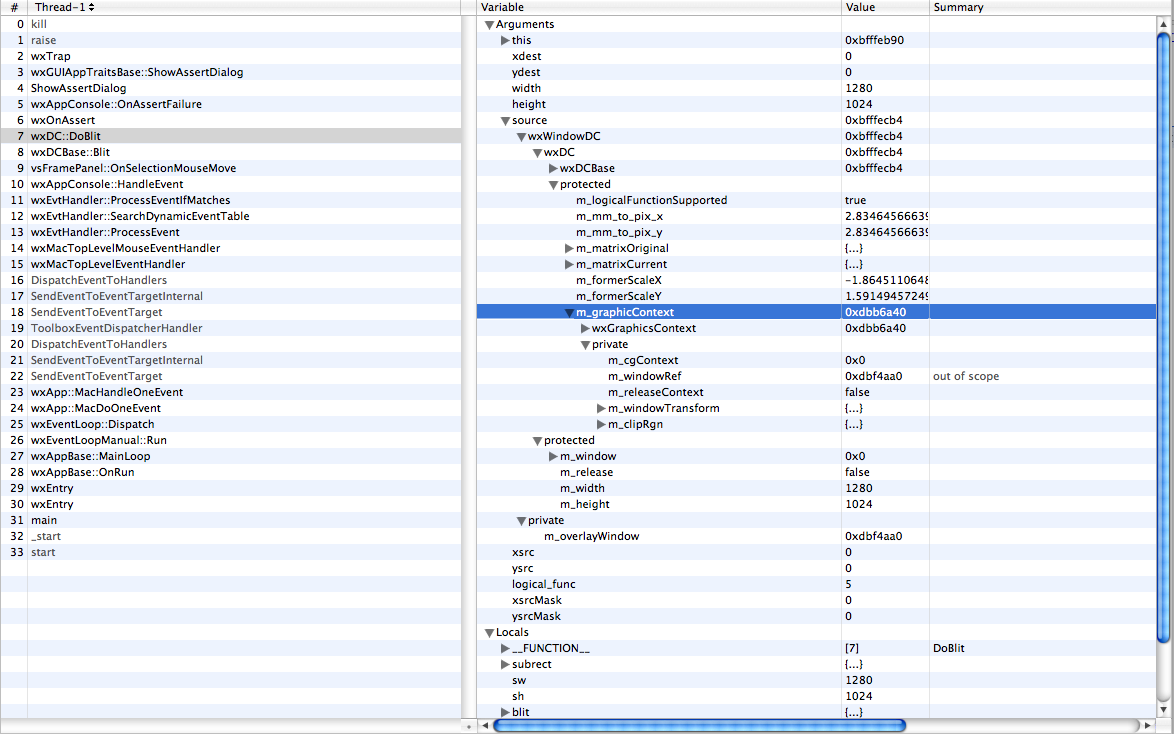 # Thread-1
0 kill
1 raise
2 wxTrap
3 wxGUIAppTraitsBase::ShowAssertDialog
4 ShowAssertDialog
5 wxAppConsole::OnAssertFailure
6 wxOnAssert
7 wxDC::DoBlit
8 wxDCBase::Blit
9 vsFramePanel::OnSelectionMouseMove
10 wxAppConsole::HandleEvent
11 wxEvtHandler::ProcessEventIfMatches
12 wxEvtHandler::SearchDynamicEventTable
13 wxEvtHandler::ProcessEvent
14 wxMacTopLevelMouseEventHandler
15 wxMacTopLevelEventHandler
16 DispatchEventToHandlers
17 SendEventToEventTargetInternal
18 SendEventToEventTarget
19 ToolboxEventDispatcherHandler
20 DispatchEventToHandlers
21 SendEventToEventTargetInternal
22 SendEventToEventTarget
23 wxApp::MacHandleOneEvent
24 wxApp::MacDoOneEvent
25 wxEventLoop::Dispatch
26 wxEventLoopManual::Run
27 wxAppBase::MainLoop
28 wxAppBase::OnRun
29 wxEntry
30 wxEntry
31 main
32 _start
33 start
Variable Value Summary
Arguments
this 0xbfffeb90
xdest 0
ydest 0
width 1280
height 1024
source 0xbfffecb4
wxWindowDC 0xbfffecb4
wxDC 0xbfffecb4
wxDCBase 0xbfffecb4
protected
m_logicalFunctionSupported true
m_mm_to_pix_x 2.83464566639
m_mm_to_pix_y 2.83464566639
m_matrixOriginal {...}
m_matrixCurrent {...}
m_formerScaleX -1.8645110648
m_formerScaleY 1.59149457249
m_graphicContext 0xdbb6a40
wxGraphicsContext 0xdbb6a40
private
m_cgContext 0x0
m_windowRef 0xdbf4aa0 out of scope
m_releaseContext false
m_windowTransform {...}
m_clipRgn {...}
protected
m_window 0x0
m_release false
m_width 1280
m_height 1024
private
m_overlayWindow 0xdbf4aa0
xsrc 0
ysrc 0
logical_func 5
xsrcMask 0
ysrcMask 0
Locals
__FUNCTION__ [7] DoBlit
subrect {...}
sw 1280
sh 1024
blit {...}